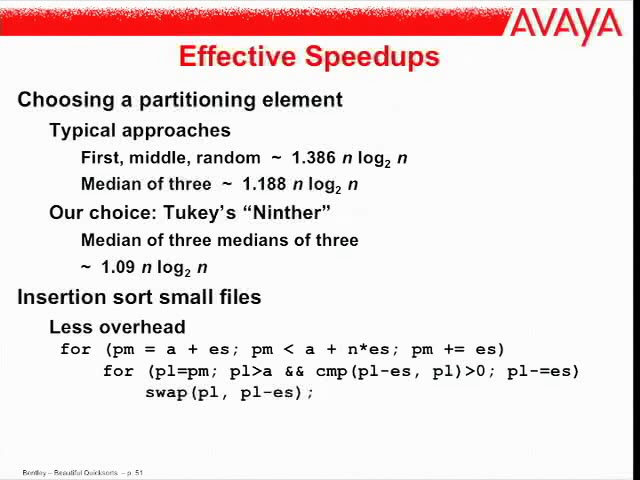 AVAYA
Effective Speedups
Choosing a partitioning element
Typical approaches
First, middle, random ~ 1.386 n log2 n
Median of three ~ 1.188 n log2 n
Our choice: Tukey's “Ninther”
Median of three medians of three
~ 1.09 n log2 n
Insertion sort small files
Less overhead
for (pm = a + es; pm < a + n*es; pm += es)
for (pl=pm; pl>a && cmp(pl-es, pl)>0; pl-=es)
swap(pl, pl-es);
Bentley – Beautiful Quicksorts – p. 51